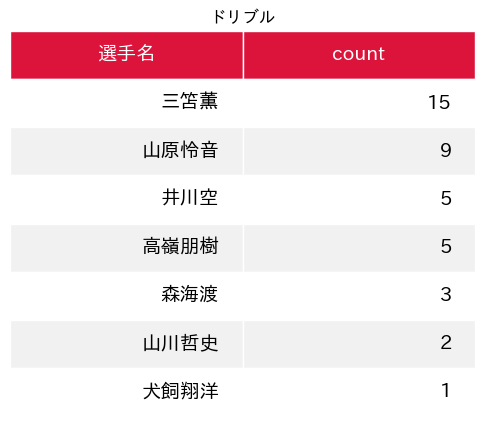 ドリブル
選手名 count
三笘薫 15
山原怜音 9
井川空 5
高嶺朋樹 5
森海渡 3
山川哲史 2
犬飼翔洋 1